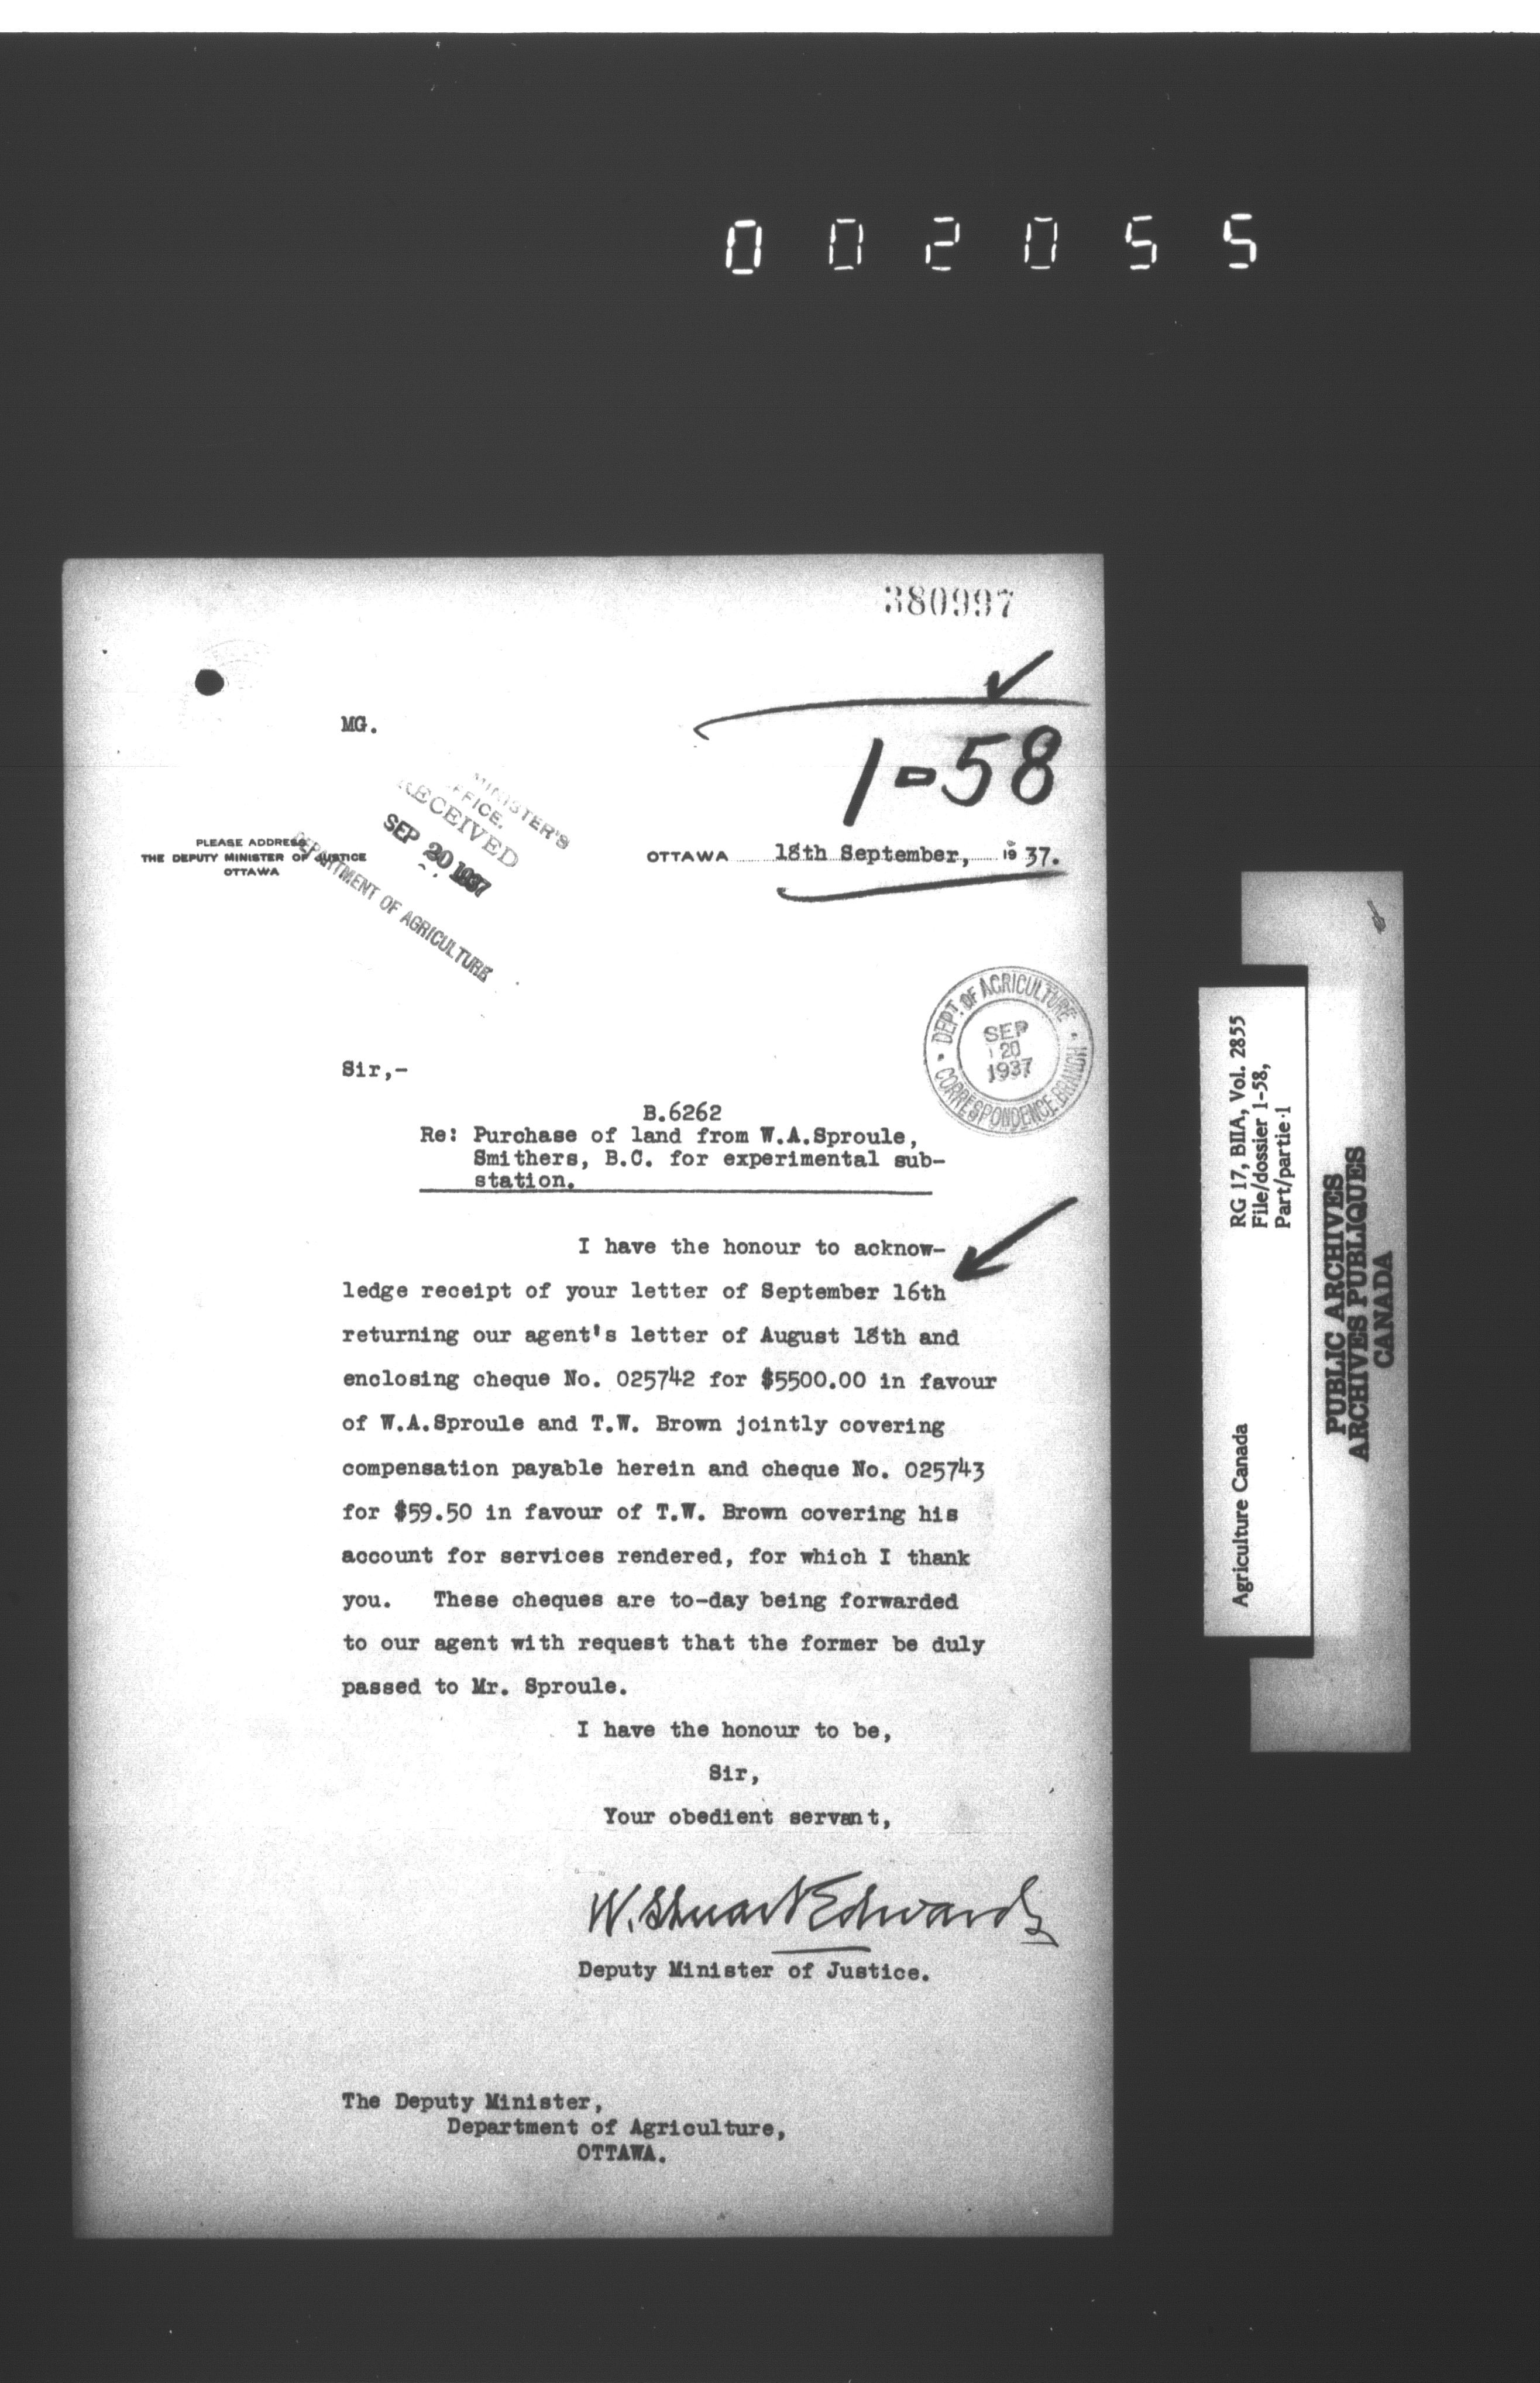 002055
380997
1-58
MG.
MINISTER'S
OFFICE.
RECEIVED
SEP 20 1937
DEPARTMENT OF AGRICULTURE
PLEASE ADDRESS
THE DEPUTY MINISTER OF JUSTICE
OTTAWA
OTTAWA 18th September, 1937.
DEPT. OF AGRICULTURE
SEP
20
1937
CORRESPONDENCE BRANCH
Sir,-
B.6262
Re: Purchase of land from W.A.Sproule,
Smithers, B.C. for experimental sub-
station.
I have the honour to acknow-
ledge receipt of your letter of September 16th
returning our agent's letter of August 18th and
enclosing cheque No. 025742 for $5500.00 in favour
of W.A.Sproule and T.W. Brown jointly covering
compensation payable herein and cheque No. 025743
for $59.50 in favour of T.W. Brown covering his
account for services rendered, for which I thank
you. These cheques are to-day being forwarded
to our agent with request that the former be duly
passed to Mr. Sproule.
I have the honour to be,
Sir,
Your obedient servant,
W. Stuart Edwards
Deputy Minister of Justice.
The Deputy Minister,
Department of Agriculture,
OTTAWA.
Agriculture Canada RG 17, BIIA, Vol. 2855
File/dossier 1-58,
Part/partie 1
PUBLIC ARCHIVES
ARCHIVES PUBLIQUES
CANADA